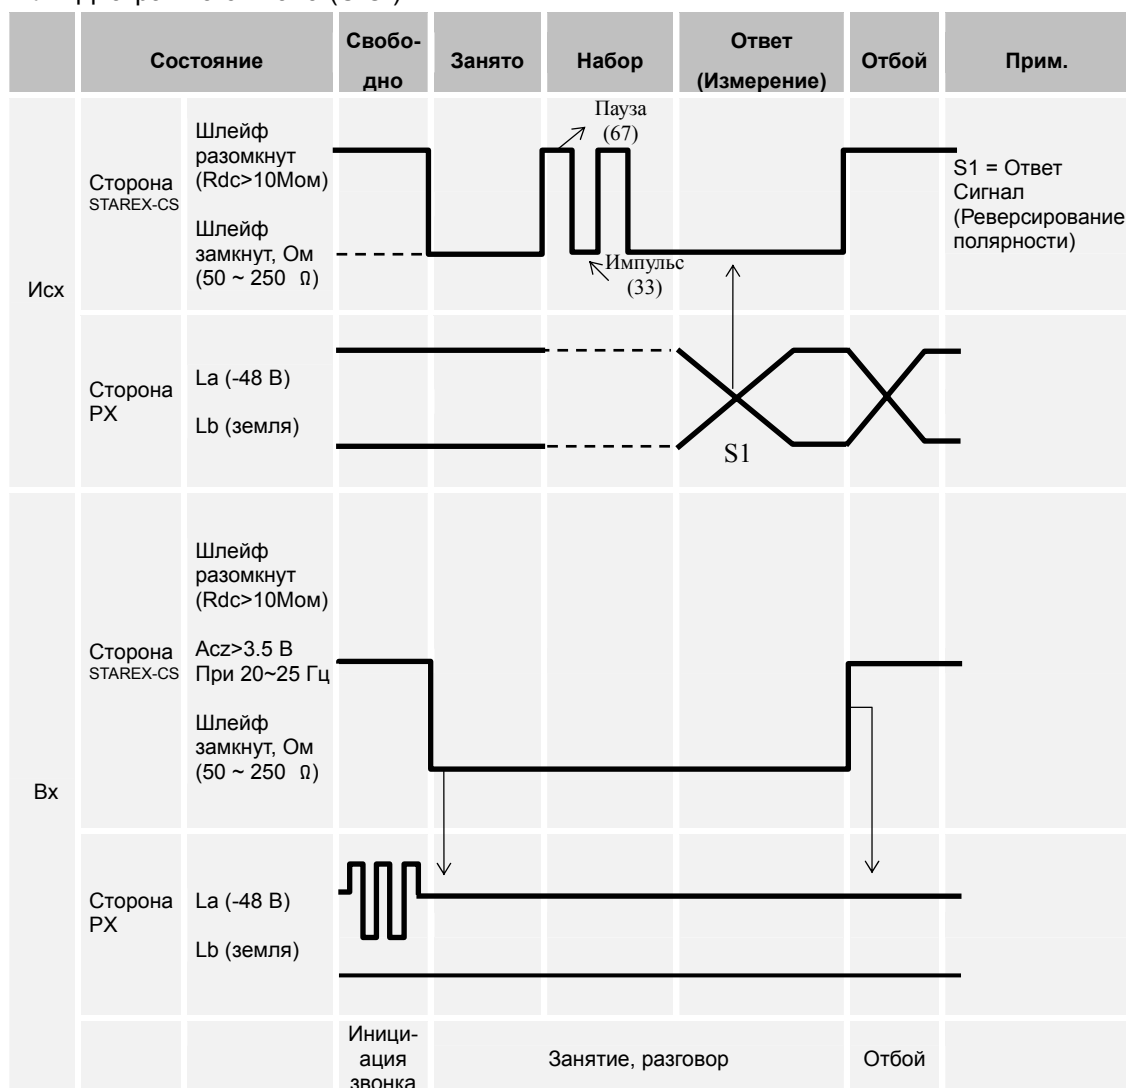 Состояние
Свобо-
дно
Занято
Набор
Ответ
(Измерение)
Отбой
Прим.
Исх
Сторона
STAREX-CS
Шлейф
разомкнут
(Rdc>10Мом)
Шлейф
замкнут, Ом
(50 ~ 250 Ω)
Пауза
(67)
Импульс
(33)
S1 = Ответ
Сигнал
(Реверсирование
полярности)
Сторона
PX
La (-48 В)
Lb (земля)
S1
Вх
Сторона
STAREX-CS
Шлейф
разомкнут
(Rdc>10Мом)
Acz>3.5 В
При 20~25 Гц
Шлейф
замкнут, Ом
(50 ~ 250 Ω)
Сторона
PX
La (-48 В)
Lb (земля)
Иници-
ация
звонка
Занятие, разговор
Отбой